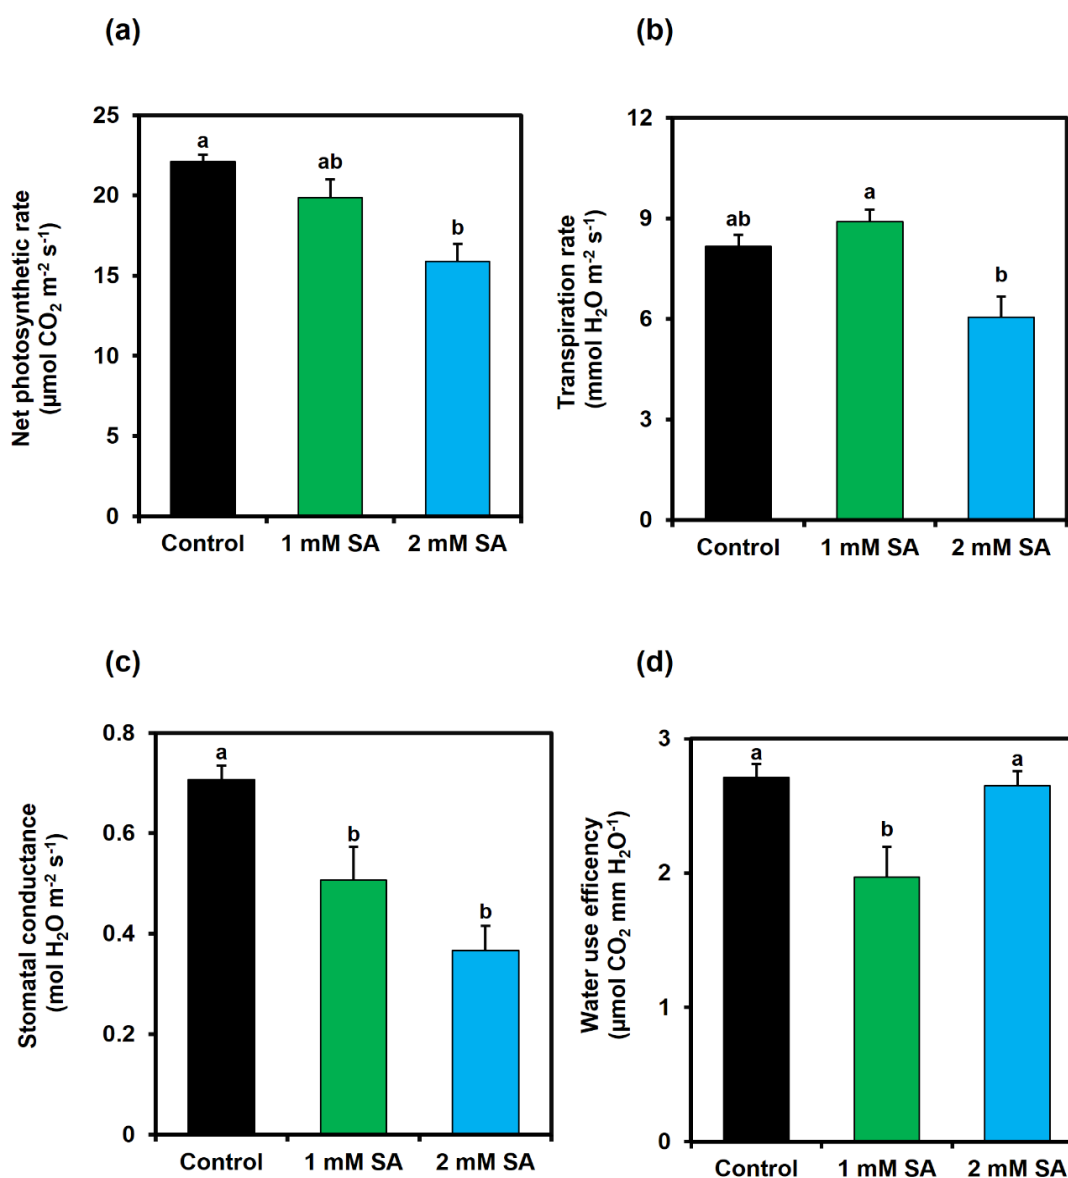 (a)
Net photosynthetic rate
(µmol CO₂ m⁻² s⁻¹)
25
20
15
10
5
0
a
ab
b
Control 1 mM SA 2 mM SA
(b)
Transpiration rate
(mmol H₂O m⁻² s⁻¹)
12
9
6
3
0
ab
a
b
Control 1 mM SA 2 mM SA
(c)
Stomatal conductance
(mol H₂O m⁻² s⁻¹)
0.8
0.6
0.4
0.2
0
a
b
b
Control 1 mM SA 2 mM SA
(d)
Water use efficency
(µmol CO₂ mm H₂O⁻¹)
3
2
1
0
a
b
a
Control 1 mM SA 2 mM SA